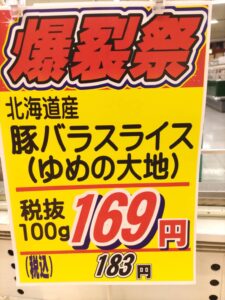 爆裂祭
北海道産
豚バラスライス
(ゆめの大地)
税抜
100g 169円
(税込) 183円